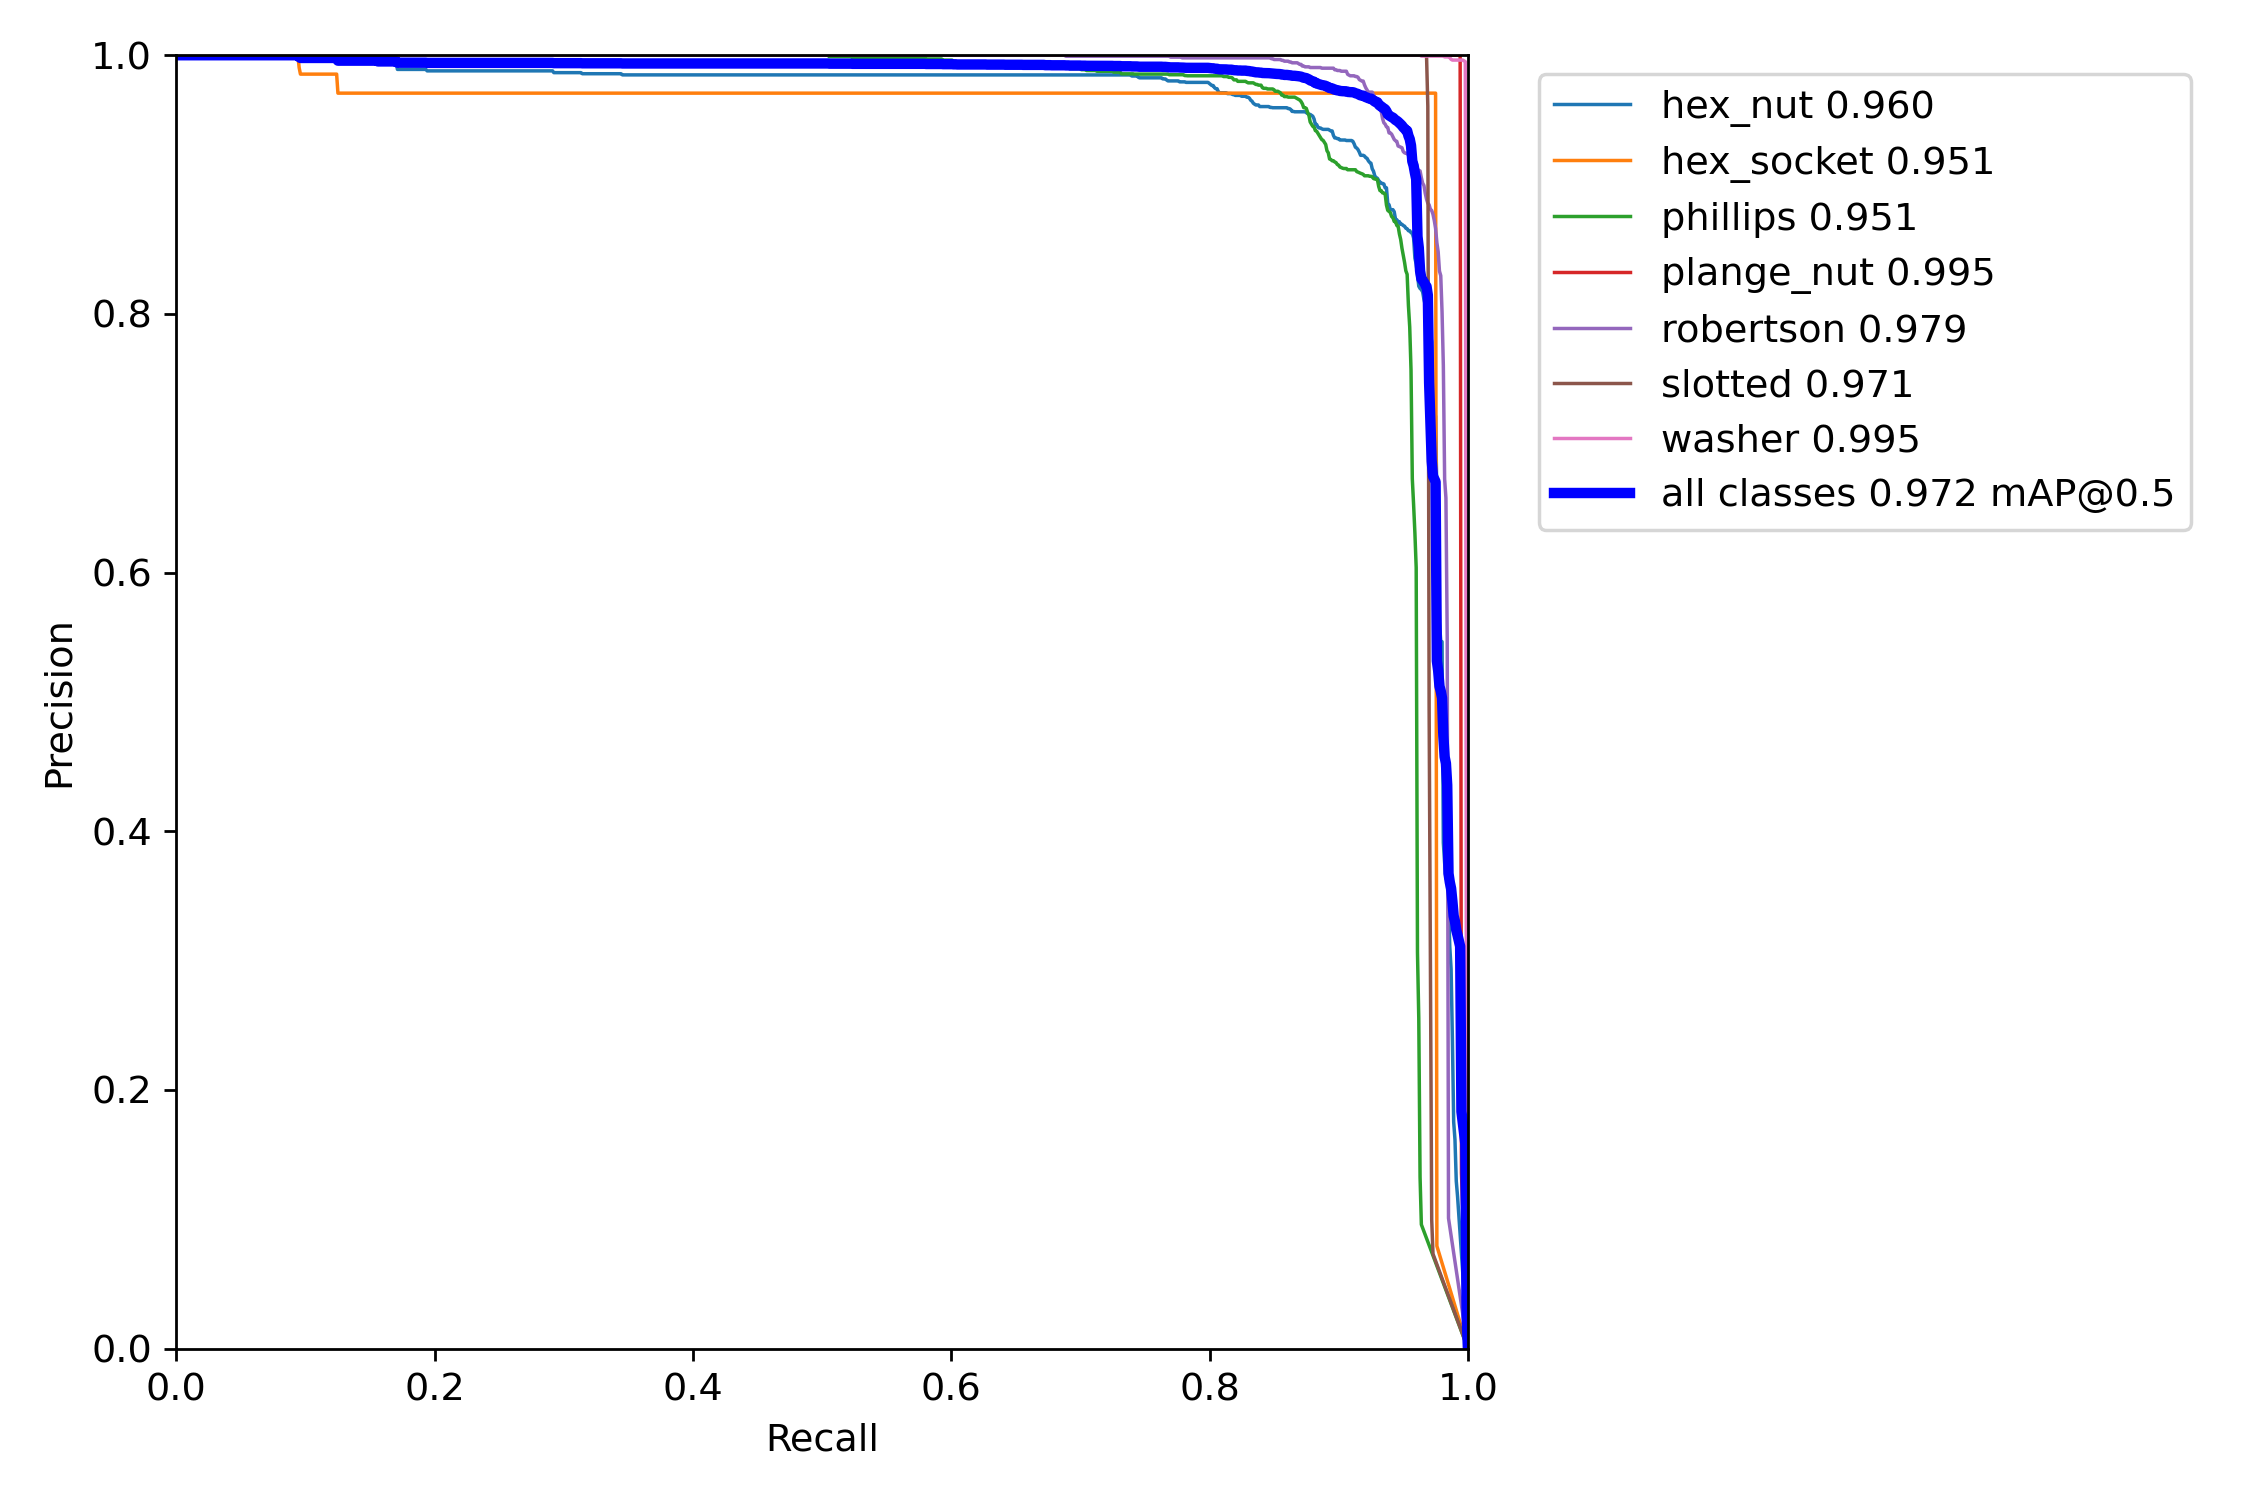 1.0
0.8
0.6
0.4
0.2
0.0
Precision
0.0 0.2 0.4 0.6 0.8 1.0
Recall
hex_nut 0.960
hex_socket 0.951
phillips 0.951
plange_nut 0.995
robertson 0.979
slotted 0.971
washer 0.995
all classes 0.972 mAP@0.5